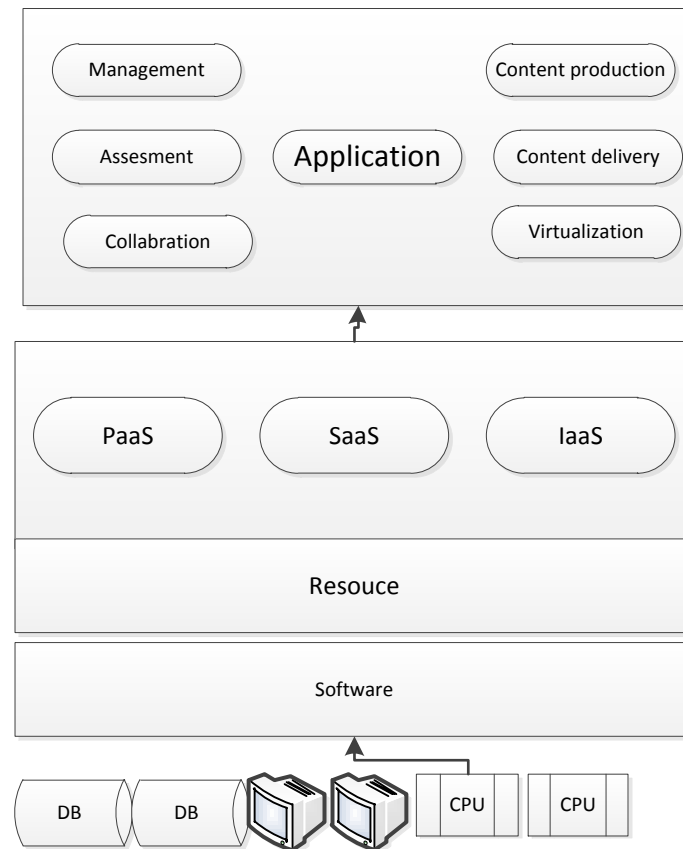 Management
Content production
Assesment
Application
Content delivery
Collabration
Virtualization
PaaS
SaaS
IaaS
Resouce
Software
DB
DB
CPU
CPU